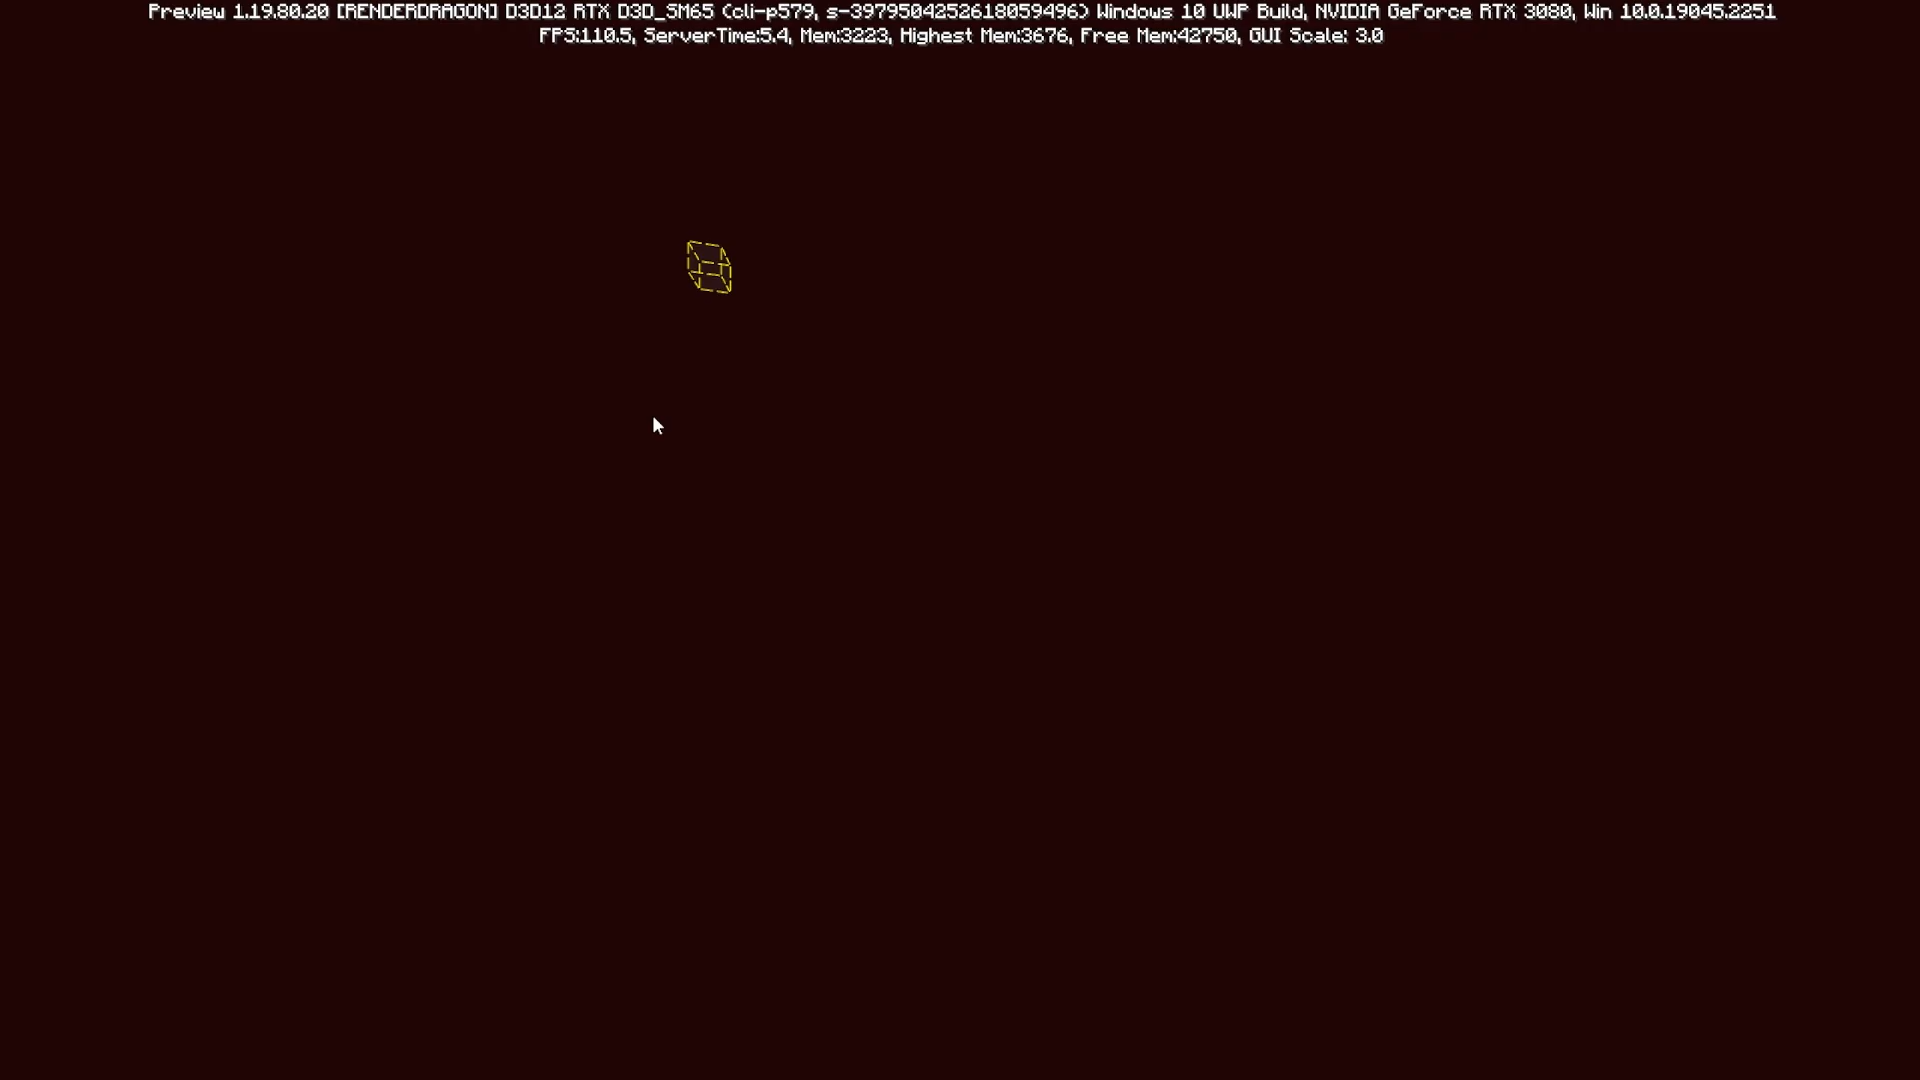 Preview 1.19.80.20 [RENDERDRAGON] D3D12 RTX D3D_SM65 (cli-p579, s-3979504252618059496) Windows 10 UWP Build, NVIDIA GeForce RTX 3080, Win 10.0.19045.2251
FPS:110.5, ServerTime:5.4, Mem:3223, Highest Mem:3676, Free Mem:42750, GUI Scale: 3.0